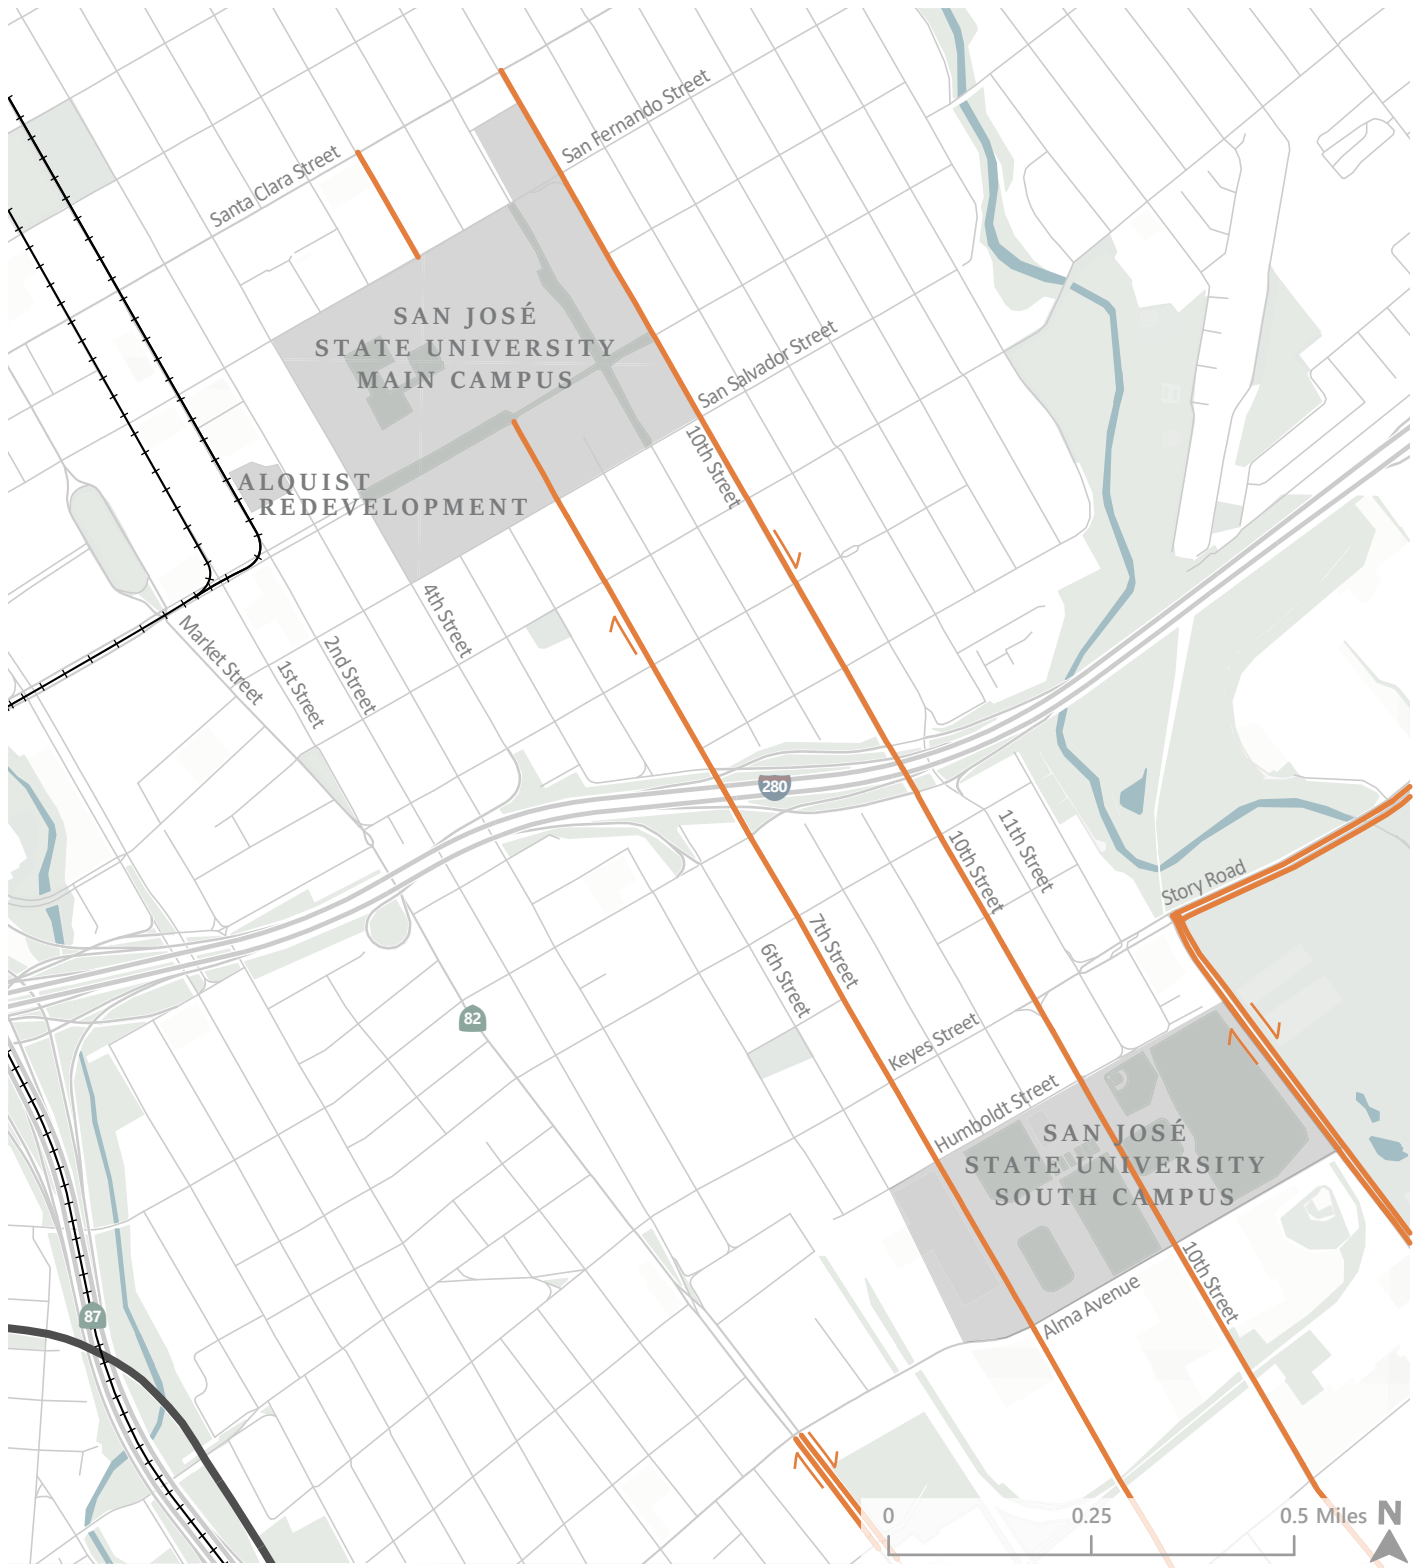 San Fernando Street
Santa Clara Street
SAN JOSÉ
STATE UNIVERSITY
MAIN CAMPUS
San Salvador Street
10th Street
ALQUIST
REDEVELOPMENT
4th Street
Market Street
2nd Street
1st Street
280
10th Street
11th Street
Story Road
7th Street
6th Street
82
Keyes Street
Humboldt Street
SAN JOSÉ
STATE UNIVERSITY
SOUTH CAMPUS
10th Street
Alma Avenue
87
0 0.25 0.5 Miles N